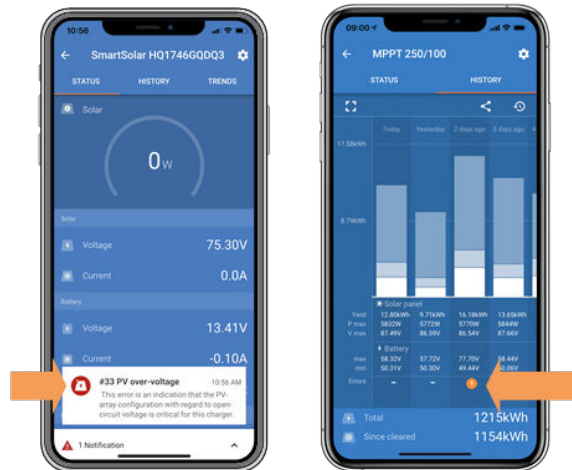 10:56
SmartSolar HQ1746GQDQ3
STATUS HISTORY TRENDS
Solar
0W
Solar
Voltage 75.30V
Current 0.0A
Battery
Voltage 13.41V
Current -0.10A
#33 PV over-voltage 10:56 AM
This error is an indication that the PV-
array configuration with regard to open-
circuit voltage is critical for this charger.
1 Notification
09:00
MPPT 250/100
STATUS HISTORY
Today Yesterday 2 days ago 3 days ago 4
17.58kWh
8.79kWh
Solar panel
Yield 12.80kWh 9.71kWh 16.18kWh 13.65kWh
P max 5832W 5772W 5770W 5844W
V max 87.49V 86.59V 86.54V 87.66V
Battery
max 58.32V 57.72V 77.70V 58.44V
min 50.31V 50.30V 49.44V
Errors - - 1
Total 1215kWh
Since cleared 1154kWh